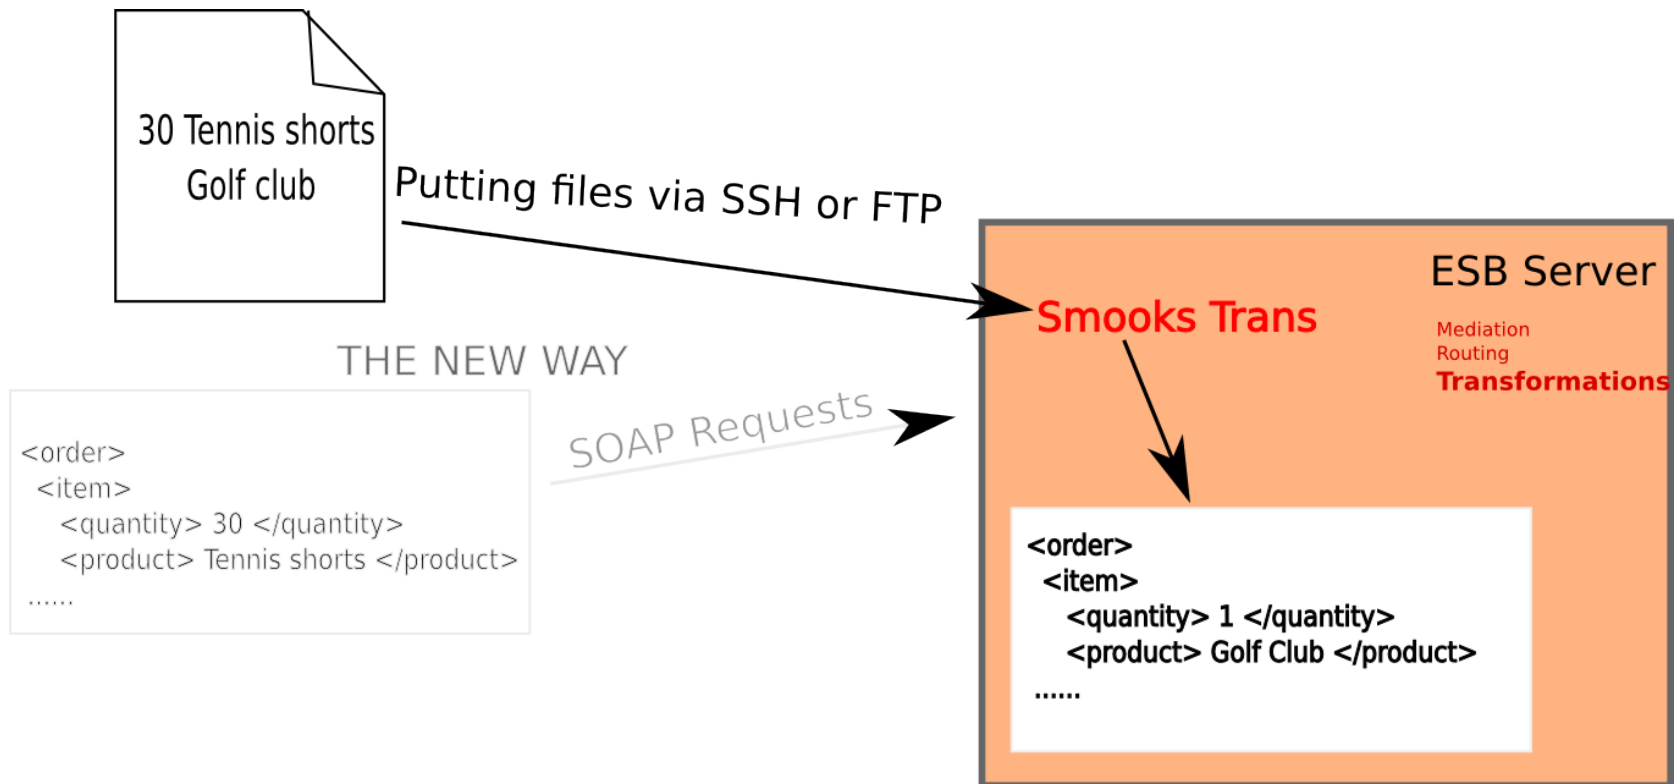 30 Tennis shorts
Golf club
Putting files via SSH or FTP
THE NEW WAY
<order>
<item>
<quantity> 30 </quantity>
<product> Tennis shorts </product>
......
SOAP Requests
ESB Server
Smooks Trans
Mediation
Routing
Transformations
<order>
<item>
<quantity> 1 </quantity>
<product> Golf Club </product>
......